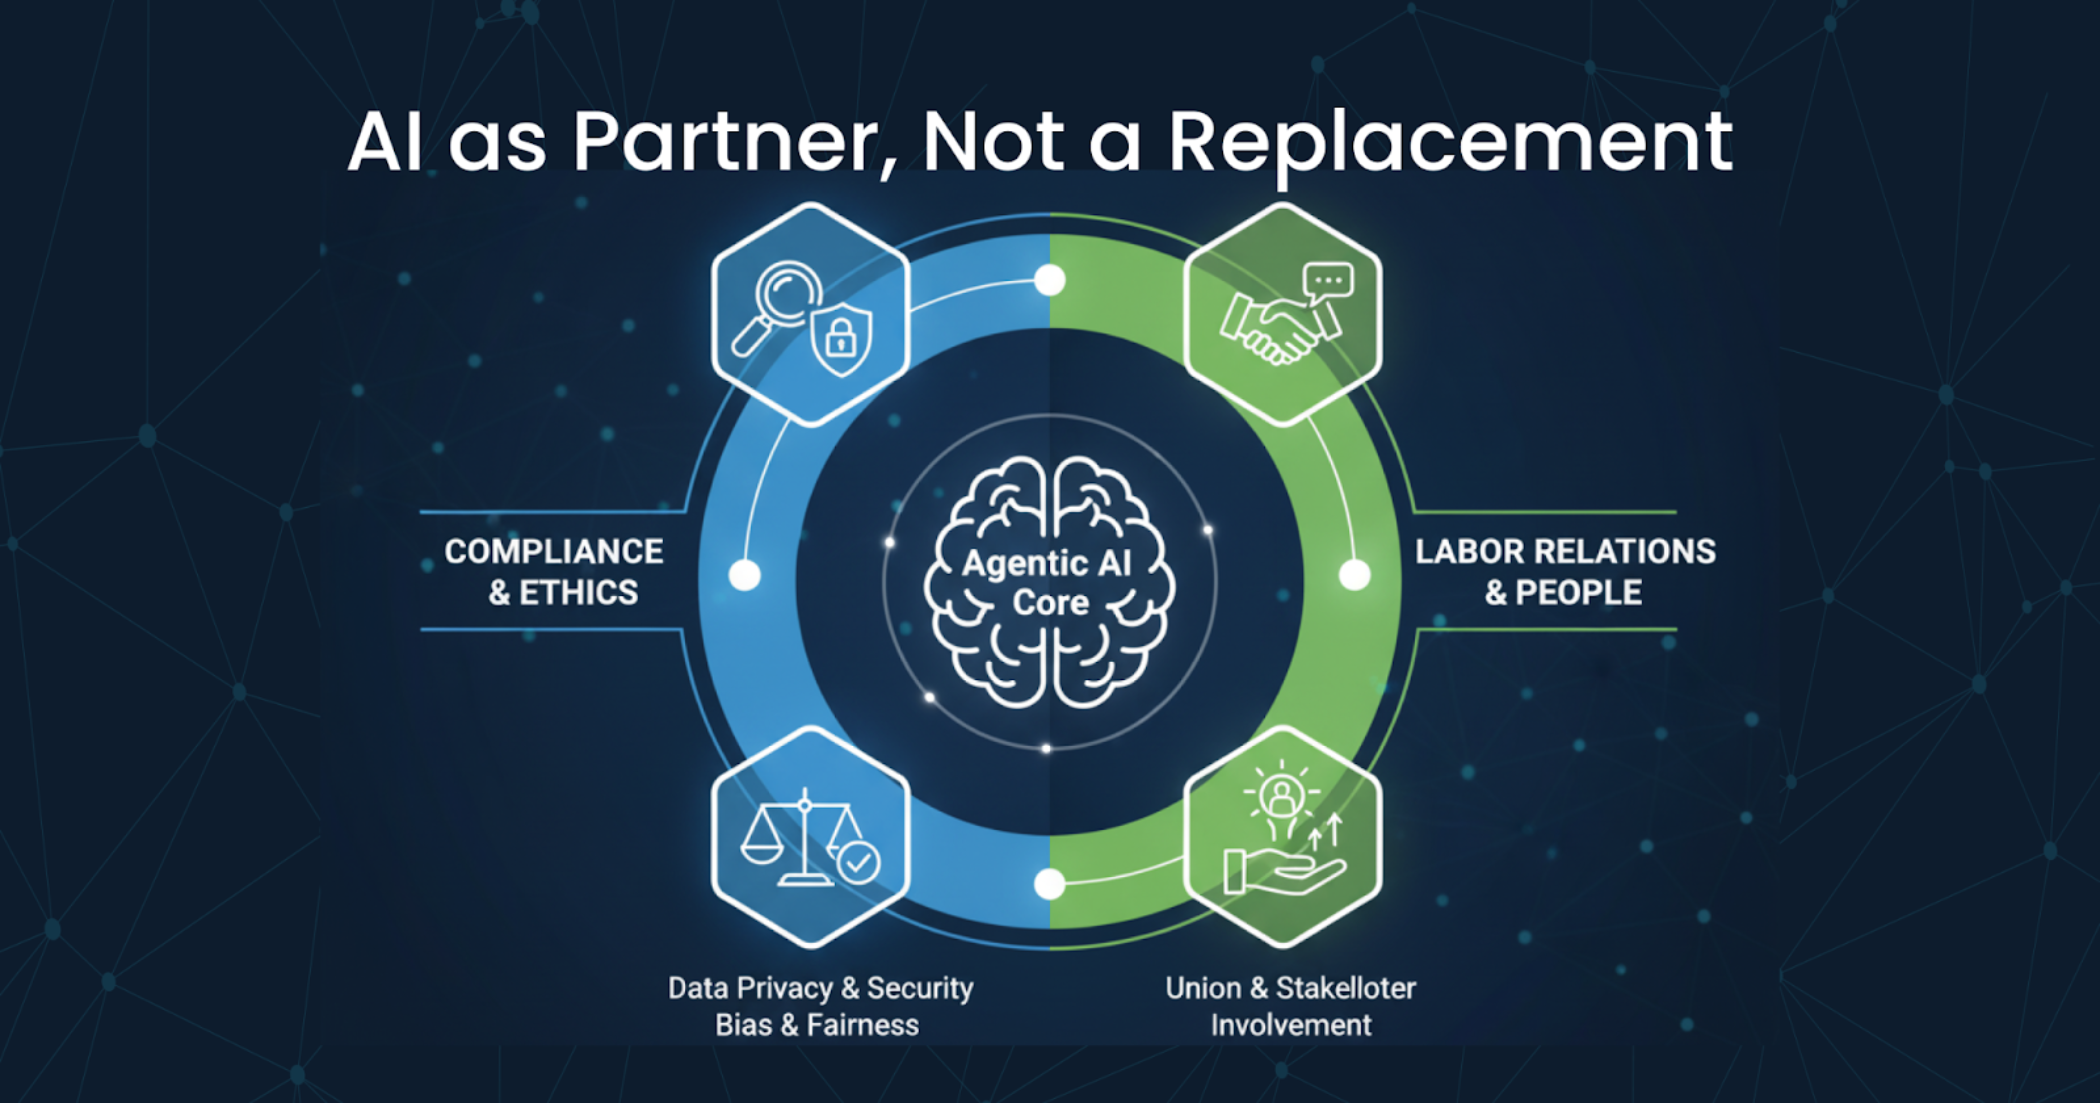 AI as Partner, Not a Replacement
COMPLIANCE
& ETHICS
Agentic AI
Core
LABOR RELATIONS
& PEOPLE
Data Privacy & Security
Bias & Fairness
Union & Stakelloter
Involvement